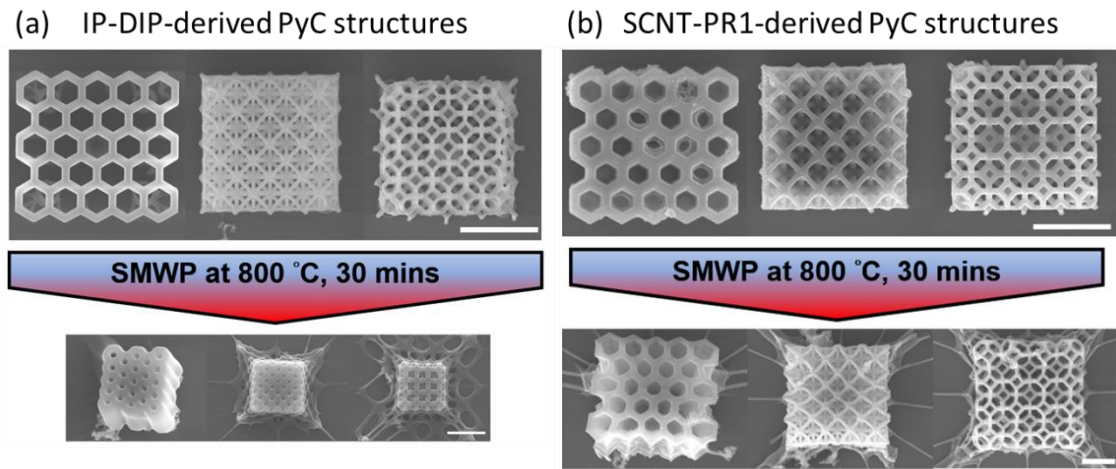 (a) IP-DIP-derived PyC structures
(b) SCNT-PR1-derived PyC structures
SMWP at 800 °C, 30 mins
SMWP at 800 °C, 30 mins